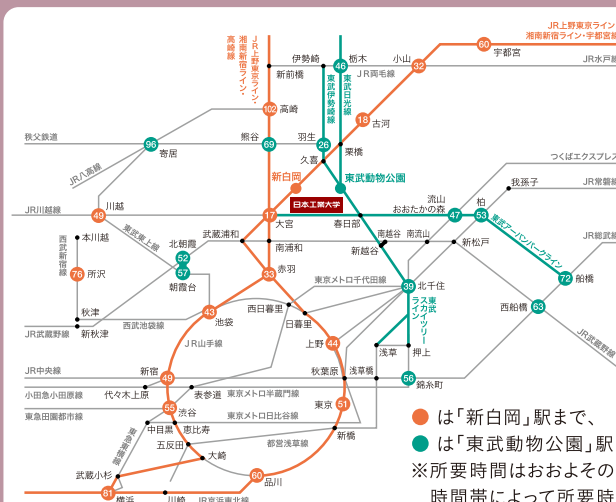 JR上野東京ライン・
湘南新宿ライン・宇都宮線
JR上野東京ライン・
湘南新宿ライン・
高崎線
伊勢崎
46
栃木
小山
32
60
宇都宮
JR水戸線
新前橋
JR両毛線
東武伊勢崎線
東武日光線
102
高崎
18
古河
秩父鉄道
96
寄居
熊谷
69
羽生
26
栗橋
久喜
つくばエクスプレス
JR八高線
新白岡
東武動物公園
我孫子
JR常磐線
日本工業大学
流山
おおたかの森
47
柏
53
JR川越線
49
川越
17
大宮
春日部
東武アーバンパークライン
東武東上線
武蔵浦和
南浦和
南越谷
新越谷
南流山
新松戸
JR総武線
西武新宿線
本川越
76
所沢
北朝霞
52
57
朝霞台
33
赤羽
東京メトロ千代田線
39
北千住
72
船橋
秋津
新秋津
西武池袋線
JR武蔵野線
43
池袋
西日暮里
日暮里
東武
スカイツリー
ライン
西船橋
63
JR武蔵野線
JR山手線
上野
44
浅草
押上
JR中央線
新宿
49
秋葉原
浅草橋
56
錦糸町
小田急小田原線
代々木上原
表参道
東京メトロ半蔵門線
東急田園都市線
55
渋谷
東京メトロ日比谷線
東京
51
中目黒
恵比寿
東急東横線
五反田
都営浅草線
新橋
大崎
武蔵小杉
60
品川
81
横浜
川崎
JR京浜東北線
は「新白岡」駅まで、
は「東武動物公園」駅
※所要時間はおおよその
時間帯によって所要時